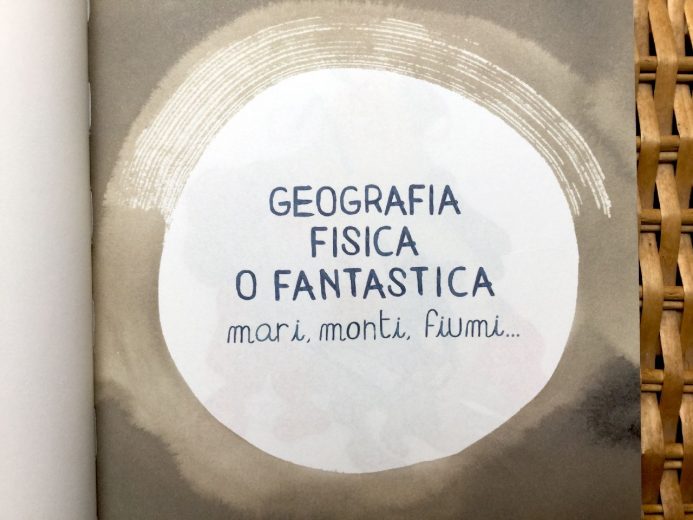 GEOGRAFIA
FISICA
O FANTASTICA
mari, monti, fiumi...